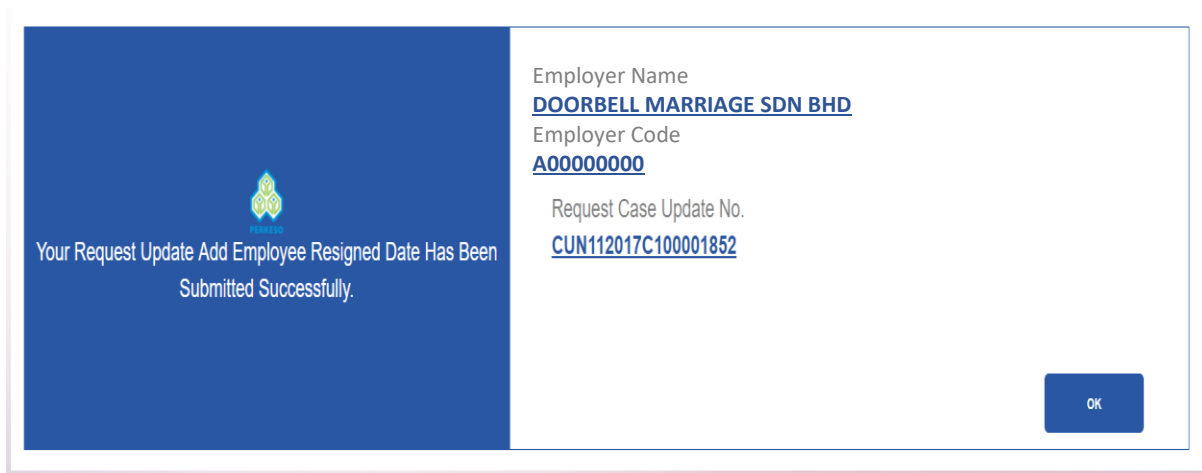 PERKESO
Your Request Update Add Employee Resigned Date Has Been
Submitted Successfully.
Employer Name
DOORBELL MARRIAGE SDN BHD
Employer Code
A00000000
Request Case Update No.
CUN112017C100001852
OK